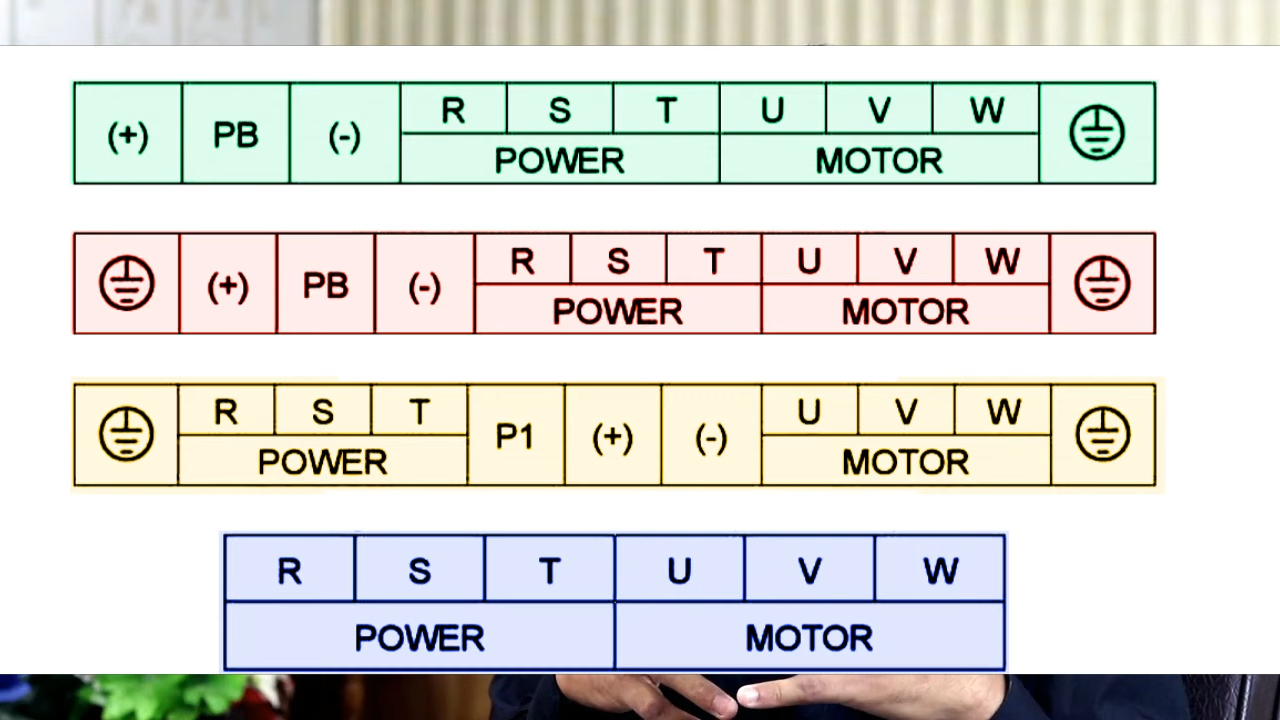 (+) PB (-) R S T U V W
POWER MOTOR
(+) PB (-) R S T U V W
POWER MOTOR
R S T P1 (+) (-) U V W
POWER MOTOR
R S T U V W
POWER MOTOR